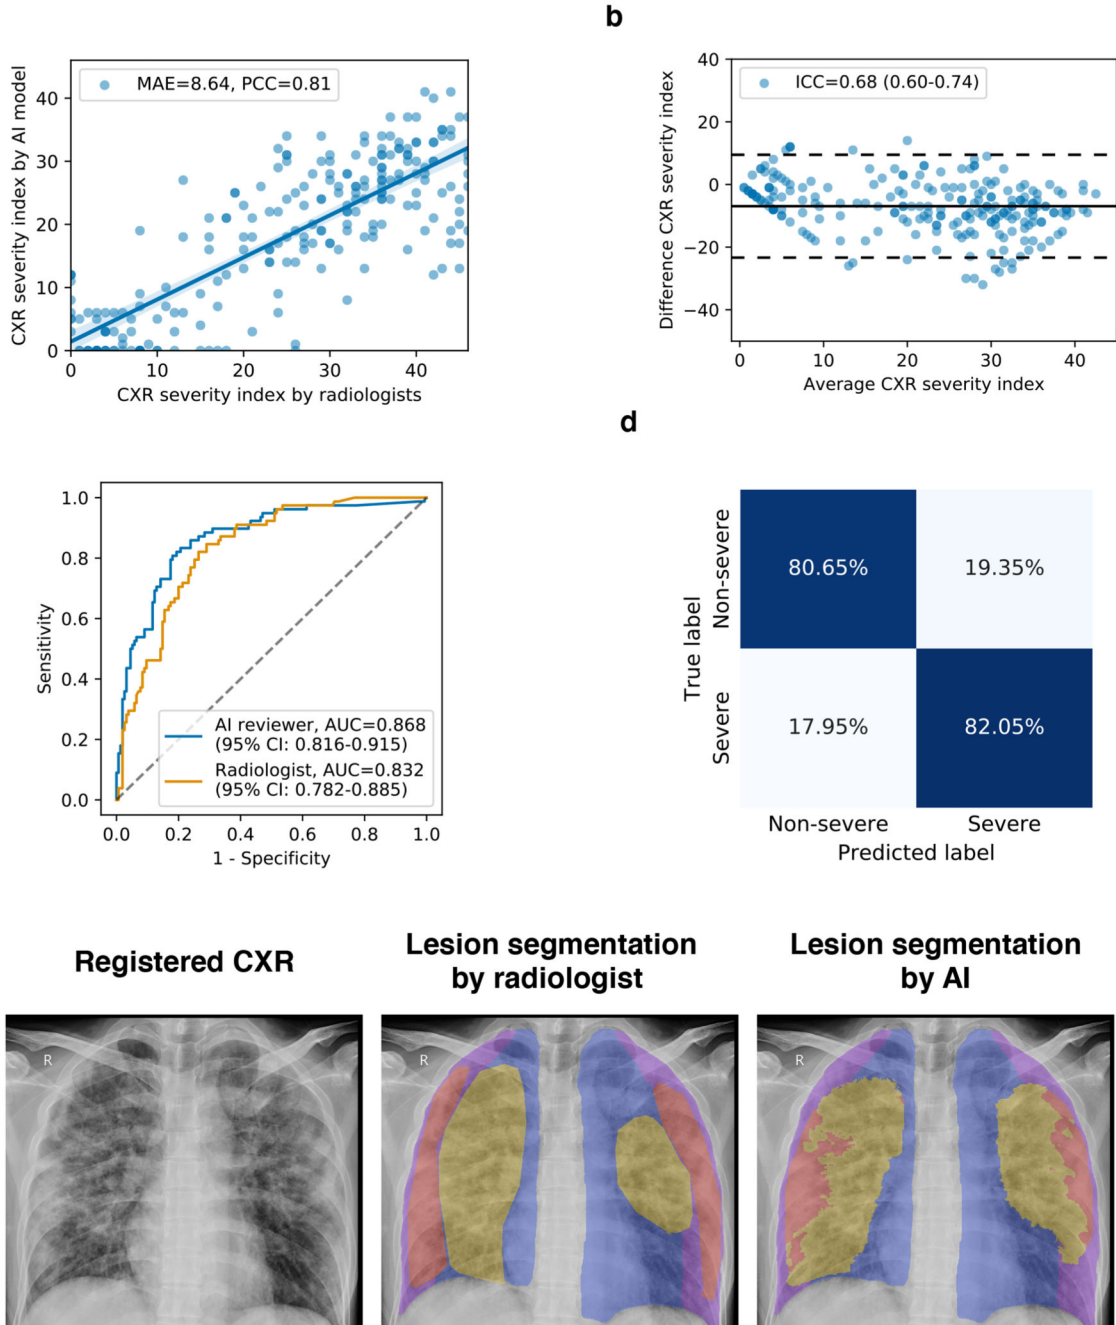 b
CXR severity index by AI model
40
30
20
10
0
MAE=8.64, PCC=0.81
0 10 20 30 40
CXR severity index by radiologists
Difference CXR severity index
40
20
0
−20
−40
ICC=0.68 (0.60-0.74)
0 10 20 30 40
Average CXR severity index
d
Sensitivity
1.0
0.8
0.6
0.4
0.2
0.0
AI reviewer, AUC=0.868
(95% CI: 0.816-0.915)
Radiologist, AUC=0.832
(95% CI: 0.782-0.885)
0.0 0.2 0.4 0.6 0.8 1.0
1 - Specificity
True label
Non-severe
Severe
80.65% 19.35%
17.95% 82.05%
Non-severe Severe
Predicted label
Registered CXR
Lesion segmentation
by radiologist
Lesion segmentation
by AI
R
R
R